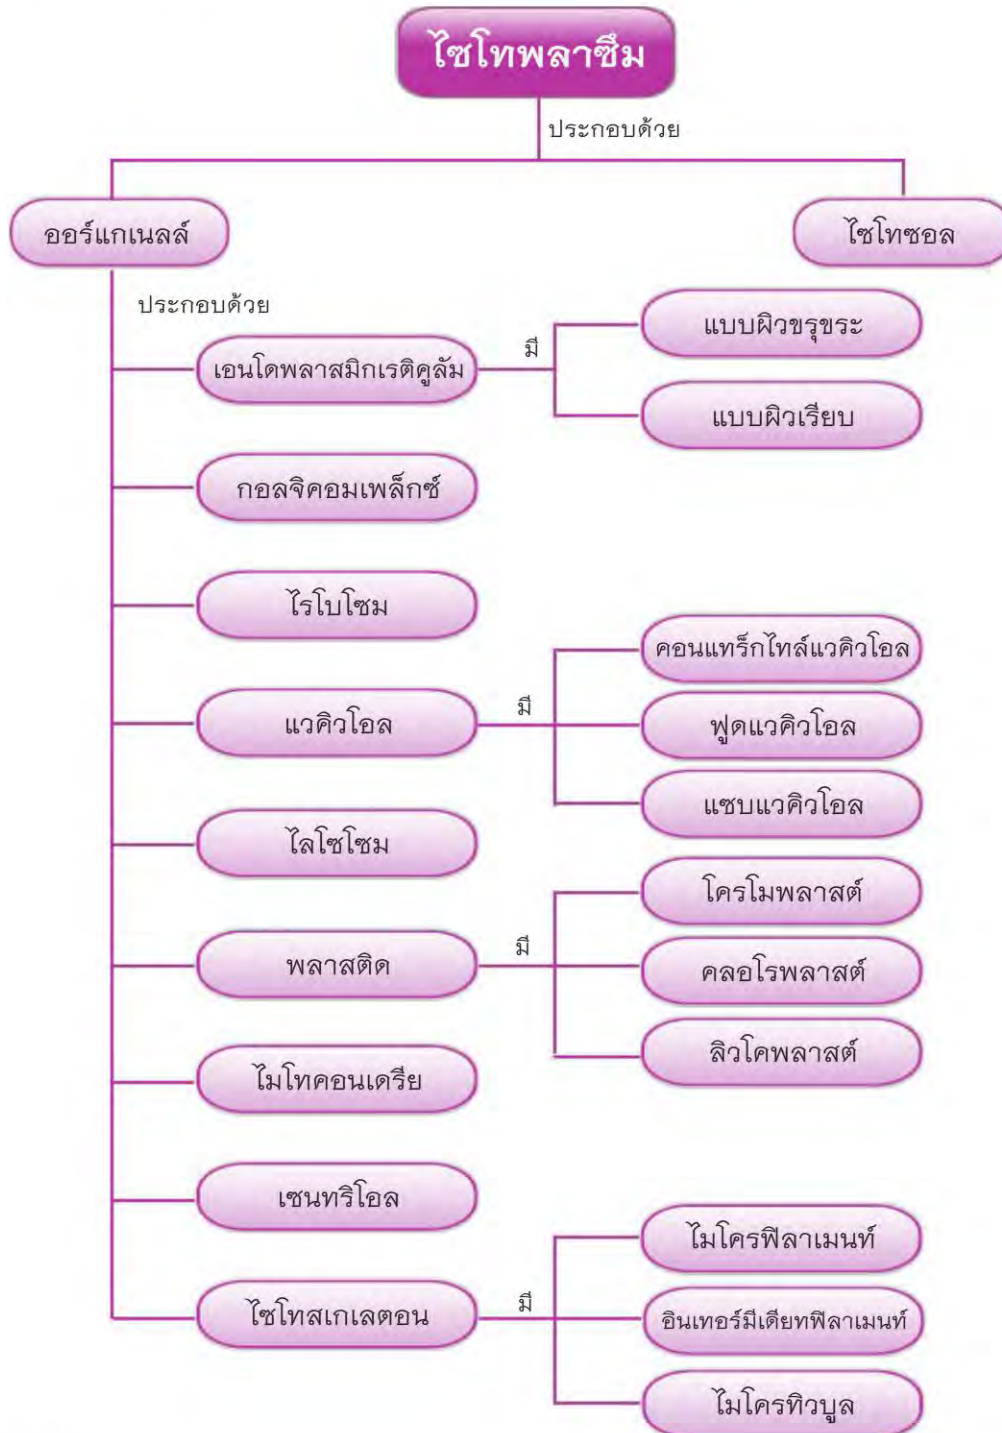 ไซโทพลาซึม
ประกอบด้วย
ออร์แกเนลล์
ไซโทซอล
ประกอบด้วย
เอนโดพลาสมิกเรติคูลัม
มี
แบบผิวขรุขระ
แบบผิวเรียบ
กอลจิคอมเพล็กซ์
ไรโบโซม
แวคิวโอล
มี
คอนแทร็กไทล์แวคิวโอล
ฟูดแวคิวโอล
แซบแวคิวโอล
ไลโซโซม
พลาสติด
มี
โครโมพลาสต์
คลอโรพลาสต์
ลิวโคพลาสต์
ไมโทคอนเดรีย
เซนทริโอล
ไซโทสเกเลตอน
มี
ไมโครฟิลาเมนท์
อินเทอร์มีเดียทฟิลาเมนท์
ไมโครทิวบูล